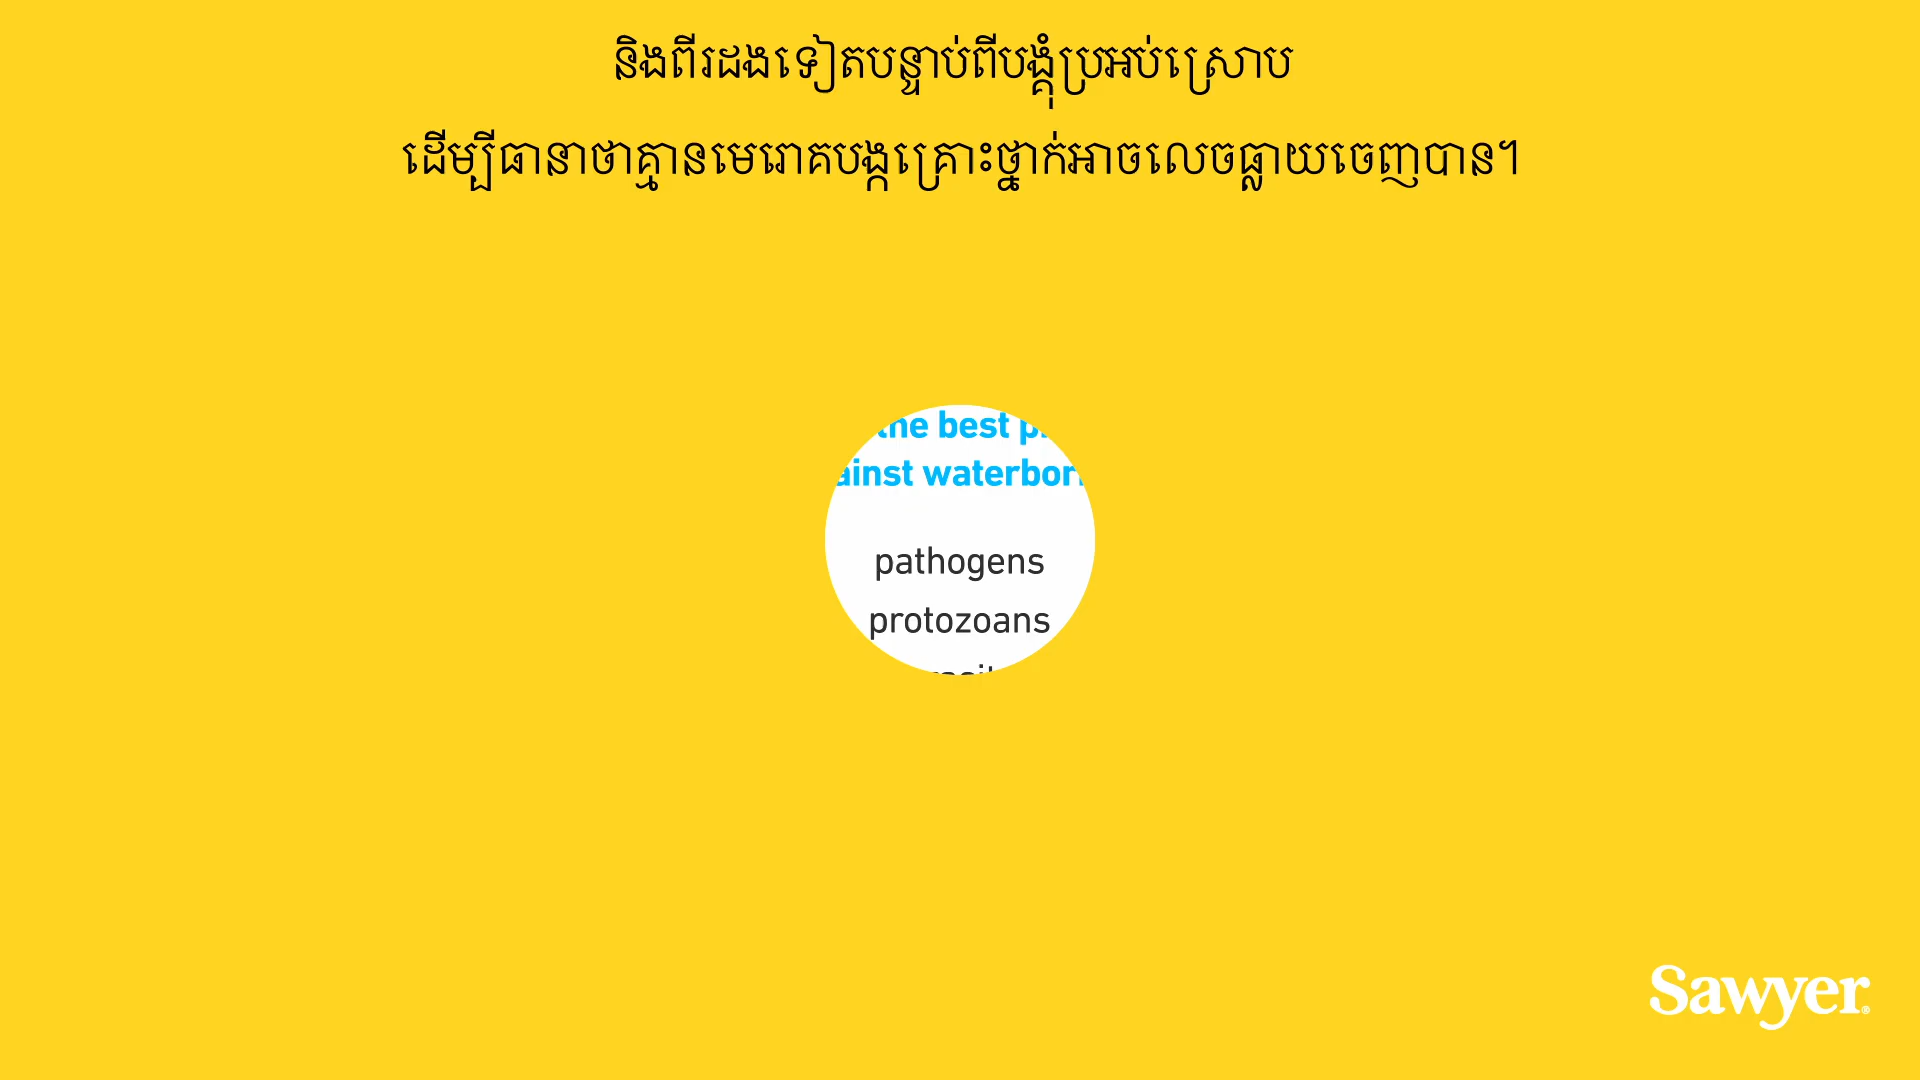 និងពីរដងទៀតបន្ទាប់ពីបង្គុំប្រអប់ស្រោប
ដើម្បីធានាថាគ្មានមេរោគបង្កគ្រោះថ្នាក់អាចលេចធ្លាយចេញបាន។
the best
waterbor
pathogens
protozoans
Sawyer®